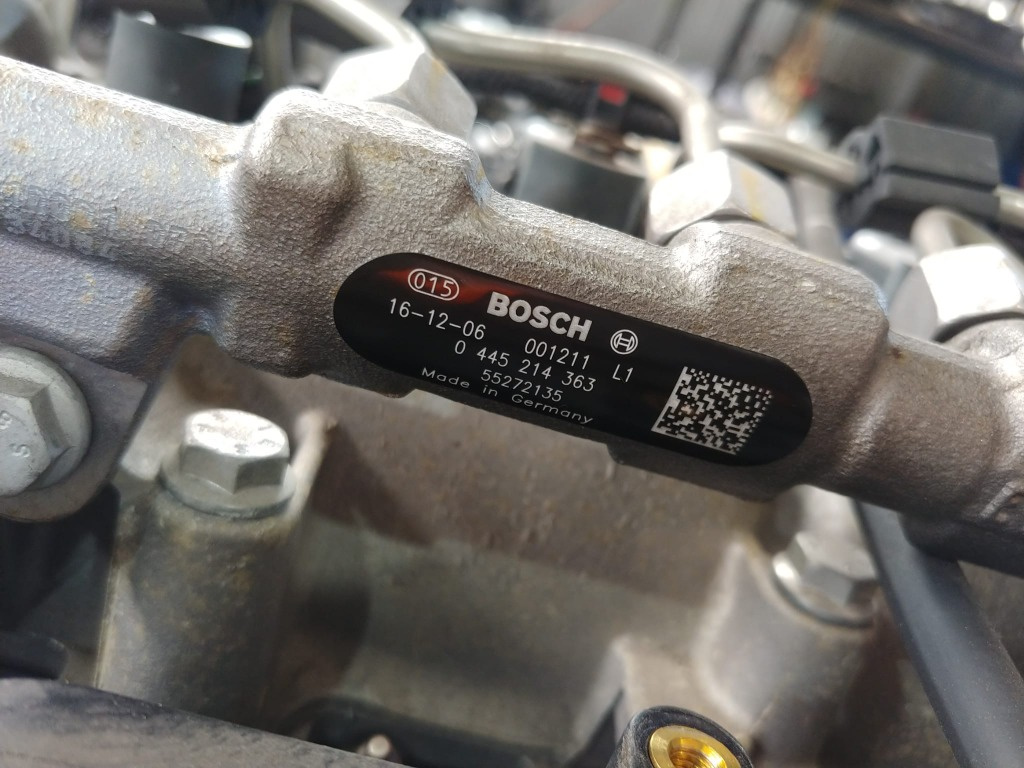 015 BOSCH
16-12-06 001211 L1
0 445 214 363
55272135
Made in Germany